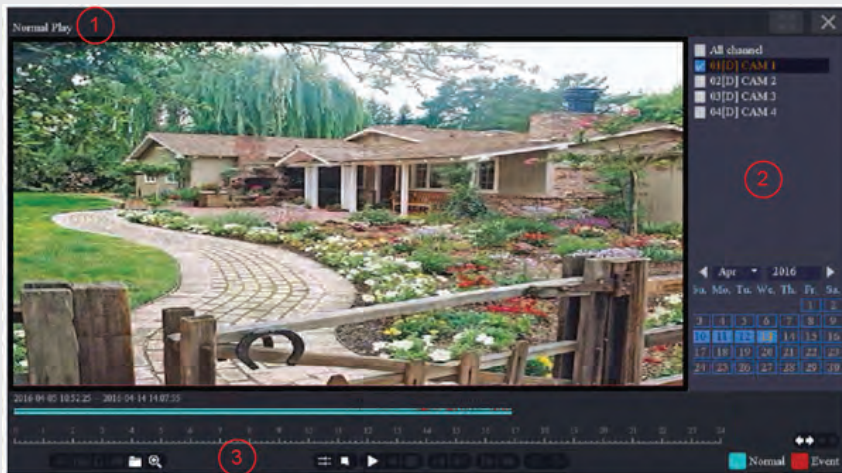 Normal Play
1
All channel
01[D] CAM 1
02[D] CAM 2
03[D] CAM 3
04[D] CAM 4
2
Apr 2016
Su. Mo. Tu. We. Th. Fr. Sa.
1 2
3 4 5 6 7 8 9
10 11 12 13 14 15 16
17 18 19 20 21 22 23
24 25 26 27 28 29 30
2016-04-05 10:52:25 -- 2016-04-14 14:07:55
0 1 2 3 4 5 6 7 8 9 10 11 12 13 14 15 16 17 18 19 20 21 22 23 24
3
Normal Event